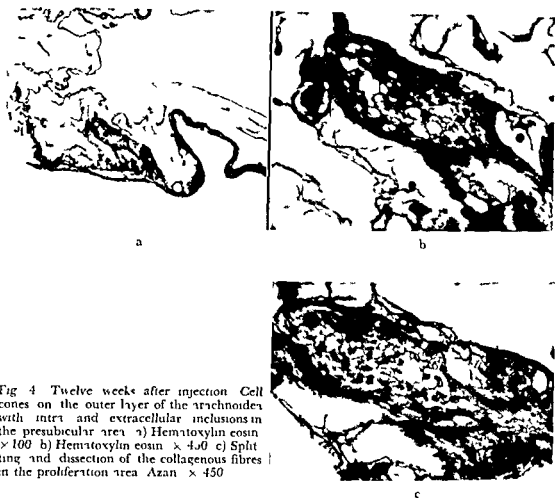 a
b
Fig 4 Twelve weeks after injection Cell
cones on the outer layer of the arachnoidea
with intra and extracellular inclusions in
the presubicular area a) Hematoxylin eosin
× 100 b) Hematoxylin eosin × 450 c) Split
ting and dissection of the collagenous fibres
in the proliferation area Azan × 450
c